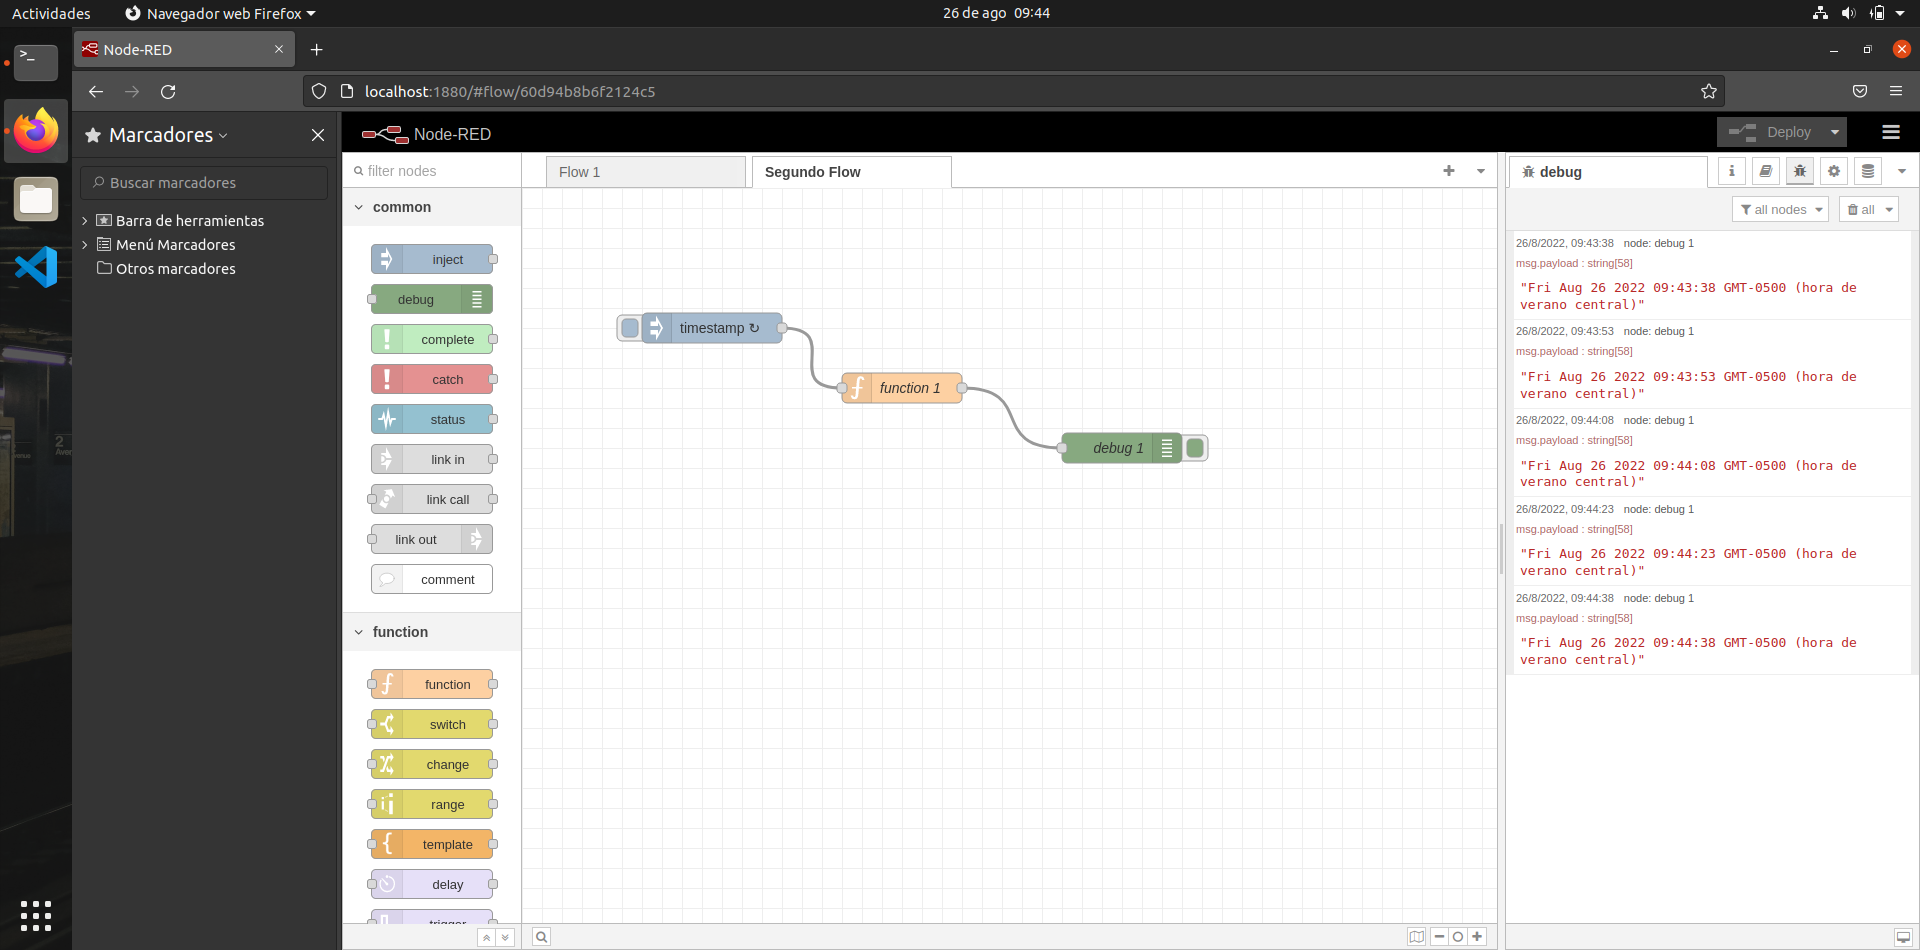 Actividades
Navegador web Firefox
26 de ago 09:44
Node-RED
localhost:1880/#flow/60d94b8b6f2124c5
Marcadores
Buscar marcadores
Barra de herramientas
Menú Marcadores
Otros marcadores
Node-RED
Deploy
filter nodes
common
inject
debug
complete
catch
status
link in
link call
link out
comment
function
function
switch
change
range
template
delay
trigger
Flow 1
Segundo Flow
timestamp ↻
function 1
debug 1
debug
all nodes
all
26/8/2022, 09:43:38 node: debug 1
msg.payload : string[58]
"Fri Aug 26 2022 09:43:38 GMT-0500 (hora de
verano central)"
26/8/2022, 09:43:53 node: debug 1
msg.payload : string[58]
"Fri Aug 26 2022 09:43:53 GMT-0500 (hora de
verano central)"
26/8/2022, 09:44:08 node: debug 1
msg.payload : string[58]
"Fri Aug 26 2022 09:44:08 GMT-0500 (hora de
verano central)"
26/8/2022, 09:44:23 node: debug 1
msg.payload : string[58]
"Fri Aug 26 2022 09:44:23 GMT-0500 (hora de
verano central)"
26/8/2022, 09:44:38 node: debug 1
msg.payload : string[58]
"Fri Aug 26 2022 09:44:38 GMT-0500 (hora de
verano central)"